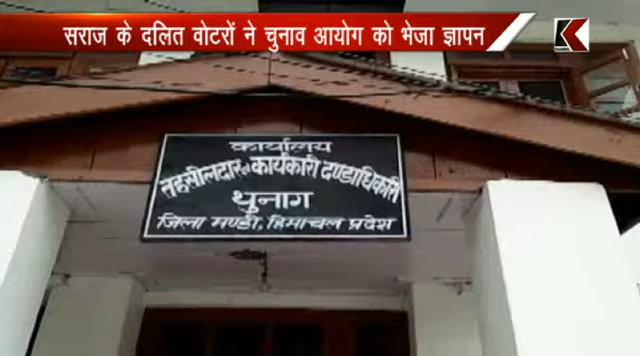 सराज के दलित वोटरों ने चुनाव आयोग को भेजा ज्ञापन
K
कार्यालय
तहसीलदार एवं कार्यकारी दण्डाधिकारी
थुनाग
जिला मण्डी, हिमाचल प्रदेश